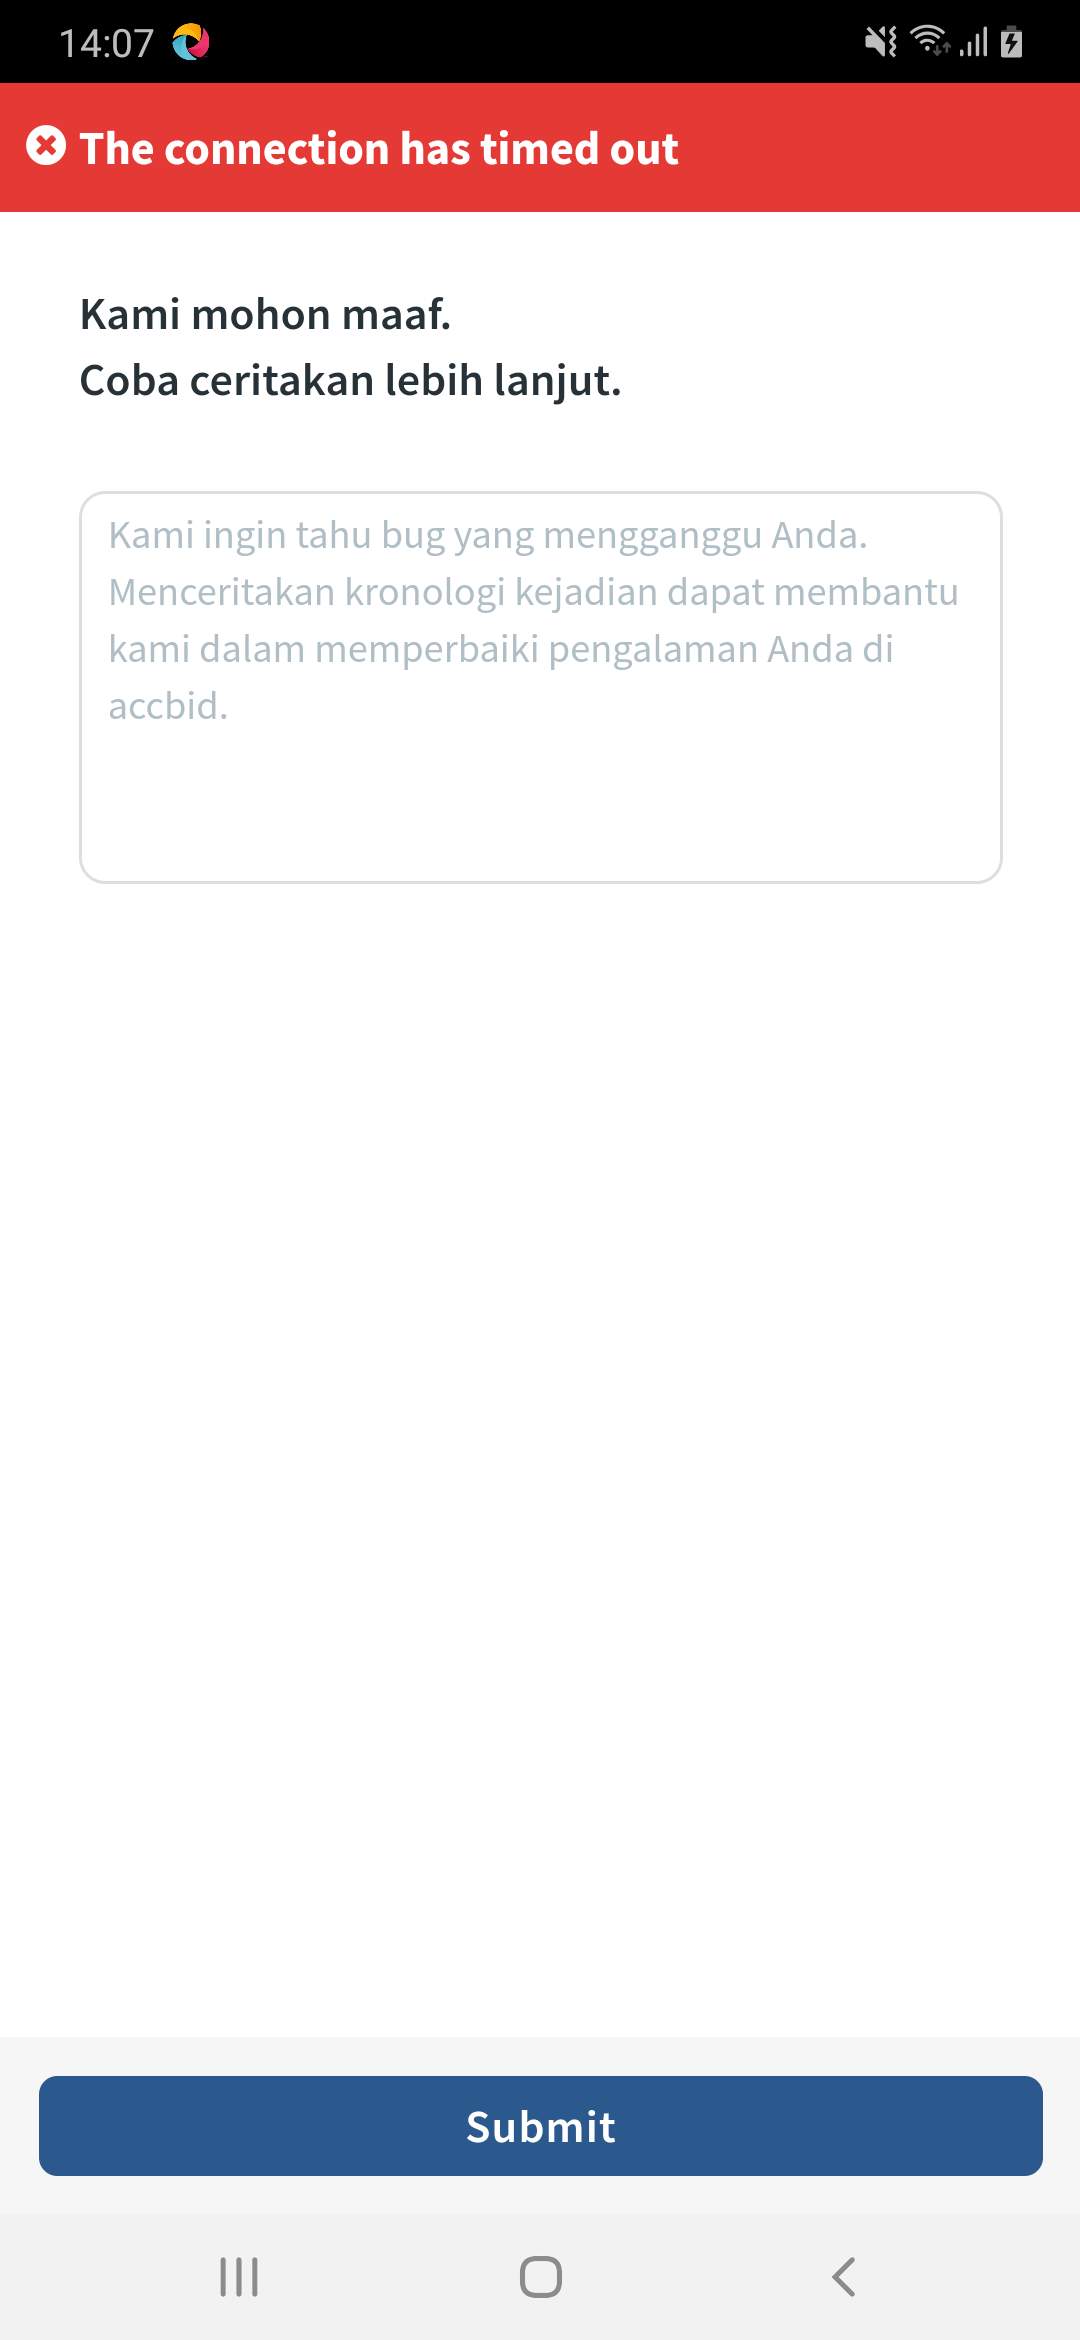 14:07
The connection has timed out
Kami mohon maaf.
Coba ceritakan lebih lanjut.
Kami ingin tahu bug yang mengganggu Anda.
Menceritakan kronologi kejadian dapat membantu
kami dalam memperbaiki pengalaman Anda di
accbid.
Submit